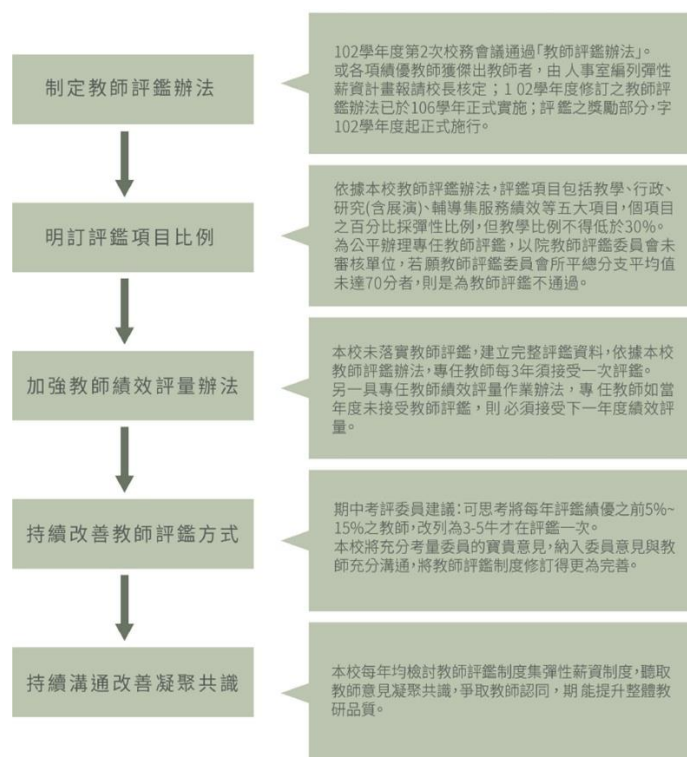 制定教師評鑑辦法
102學年度第2次校務會議通過「教師評鑑辦法」。
或各項績優教師獲傑出教師者，由 人事室編列彈性
薪資計畫報請校長核定；1 02學年度修訂之教師評
鑑辦法已於106學年正式實施；評 鑑之獎勵部分，字
102學年度起正式施行。
明訂評鑑項目比例
依據本校教師評鑑辦法，評鑑項目包括教學、行政、
研究(含展演)、輔導集服務績效等五大項目，個項目
之百分比採彈性比例，但教學比例不得低於30%。
為公平辦理專任教師評鑑，以院教師評鑑委員會未
審核單位，若願教師評鑑委員會所平總分支平均值
未達70分者，則是為教師評鑑不通過。
加強教師績效評量辦法
本校未落實教師評鑑，建立完整評鑑資料，依據本校
教師評鑑辦法，專任教師每3年須接受一次評鑑。
另一具專任教師績效評量作業辦法，專 任教師如當
年度未接受教師評鑑，則 必須接受下一年度績效評
量。
持續改善教師評鑑方式
期中考評委員建議：可思考將每年評鑑績優之前5%~
15%之教師，改列為3-5牛才在評鑑一次。
本校將充分考量委員的寶貴意見，納入委員意見與教
師充分溝通，將教師評鑑制度修訂得更為完善。
持續溝通改善凝聚共識
本校每年均檢討教師評鑑制度集彈性薪資制度，聽取
教師意見凝聚共識，爭取教師認同，期 能提升整體教
研品質。